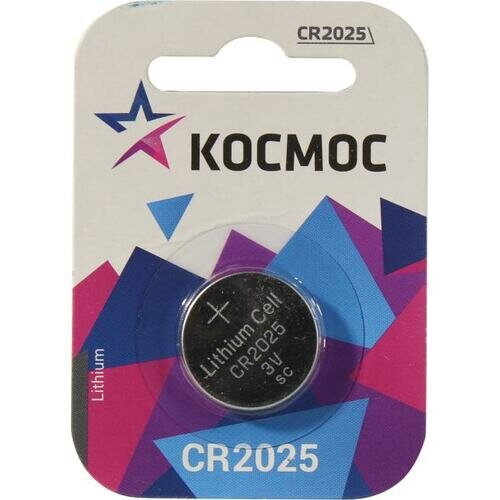 CR2025
КОСМОС
+
Lithium Cell
CR2025
3V
SC
Lithium
CR2025